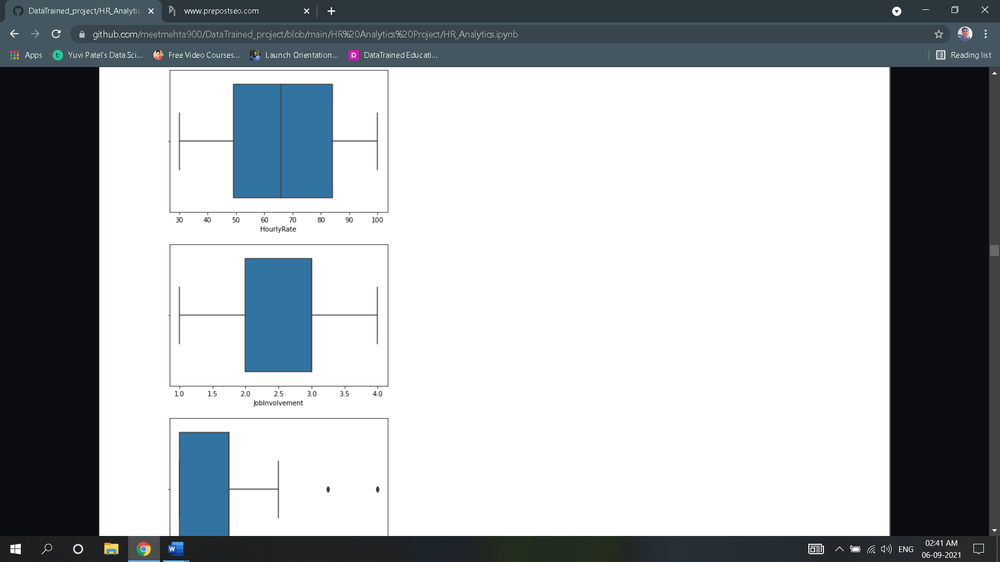 DataTrained_project/HR_Analytic
www.prepostseo.com
github.com/meetmehta900/DataTrained_project/blob/main/HR%20Analytics%20Project/HR_Analytics.ipynb
Apps
t:
Yuvi Patel's Data Sci...
Free Video Courses...
Launch Orientation...
D
DataTrained Educati...
Reading list
30 40 50 60 70 80 90 100
HourlyRate
1.0 1.5 2.0 2.5 3.0 3.5 4.0
JobInvolvement
W
ENG
02:41 AM
06-09-2021